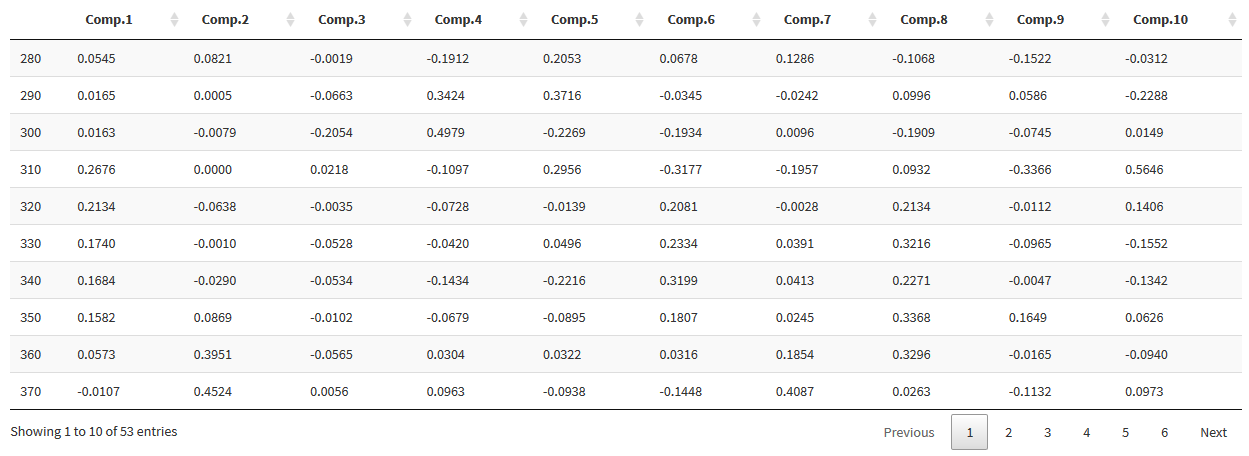 Comp.1 Comp.2 Comp.3 Comp.4 Comp.5 Comp.6 Comp.7 Comp.8 Comp.9 Comp.10
280 0.0545 0.0821 -0.0019 -0.1912 0.2053 0.0678 0.1286 -0.1068 -0.1522 -0.0312
290 0.0165 0.0005 -0.0663 0.3424 0.3716 -0.0345 -0.0242 0.0996 0.0586 -0.2288
300 0.0163 -0.0079 -0.2054 0.4979 -0.2269 -0.1934 0.0096 -0.1909 -0.0745 0.0149
310 0.2676 0.0000 0.0218 -0.1097 0.2956 -0.3177 -0.1957 0.0932 -0.3366 0.5646
320 0.2134 -0.0638 -0.0035 -0.0728 -0.0139 0.2081 -0.0028 0.2134 -0.0112 0.1406
330 0.1740 -0.0010 -0.0528 -0.0420 0.0496 0.2334 0.0391 0.3216 -0.0965 -0.1552
340 0.1684 -0.0290 -0.0534 -0.1434 -0.2216 0.3199 0.0413 0.2271 -0.0047 -0.1342
350 0.1582 0.0869 -0.0102 -0.0679 -0.0895 0.1807 0.0245 0.3368 0.1649 0.0626
360 0.0573 0.3951 -0.0565 0.0304 0.0322 0.0316 0.1854 0.3296 -0.0165 -0.0940
370 -0.0107 0.4524 0.0056 0.0963 -0.0938 -0.1448 0.4087 0.0263 -0.1132 0.0973
Showing 1 to 10 of 53 entries Previous 1 2 3 4 5 6 Next